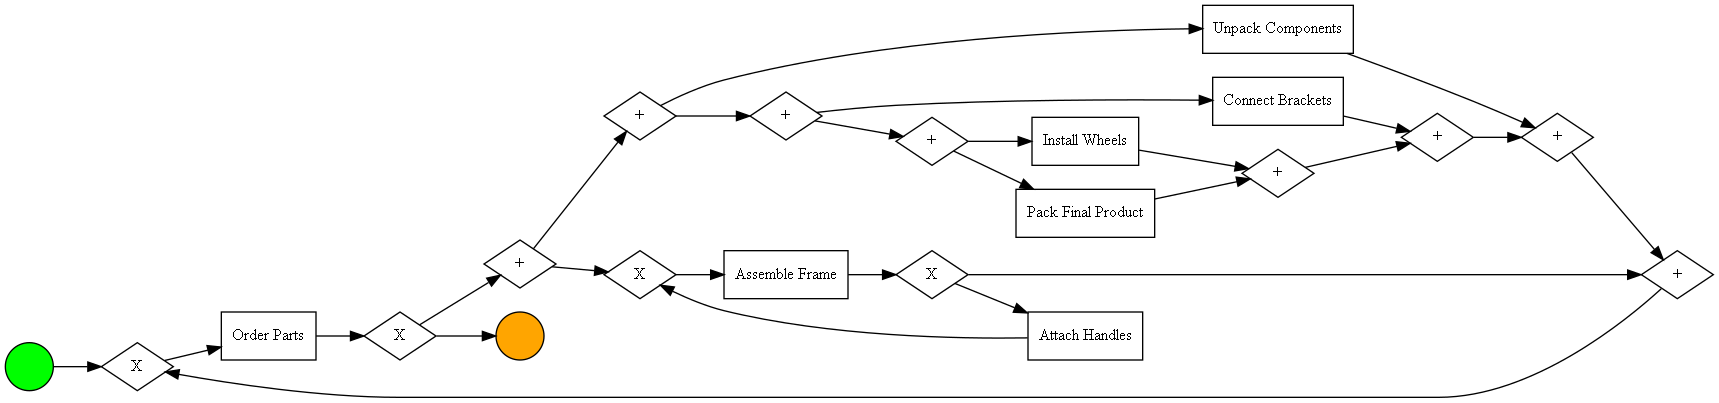 Unpack Components
Connect Brackets
+
+
+
+
+
Install Wheels
+
Pack Final Product
+
X
Assemble Frame
X
+
Order Parts
X
Attach Handles
X